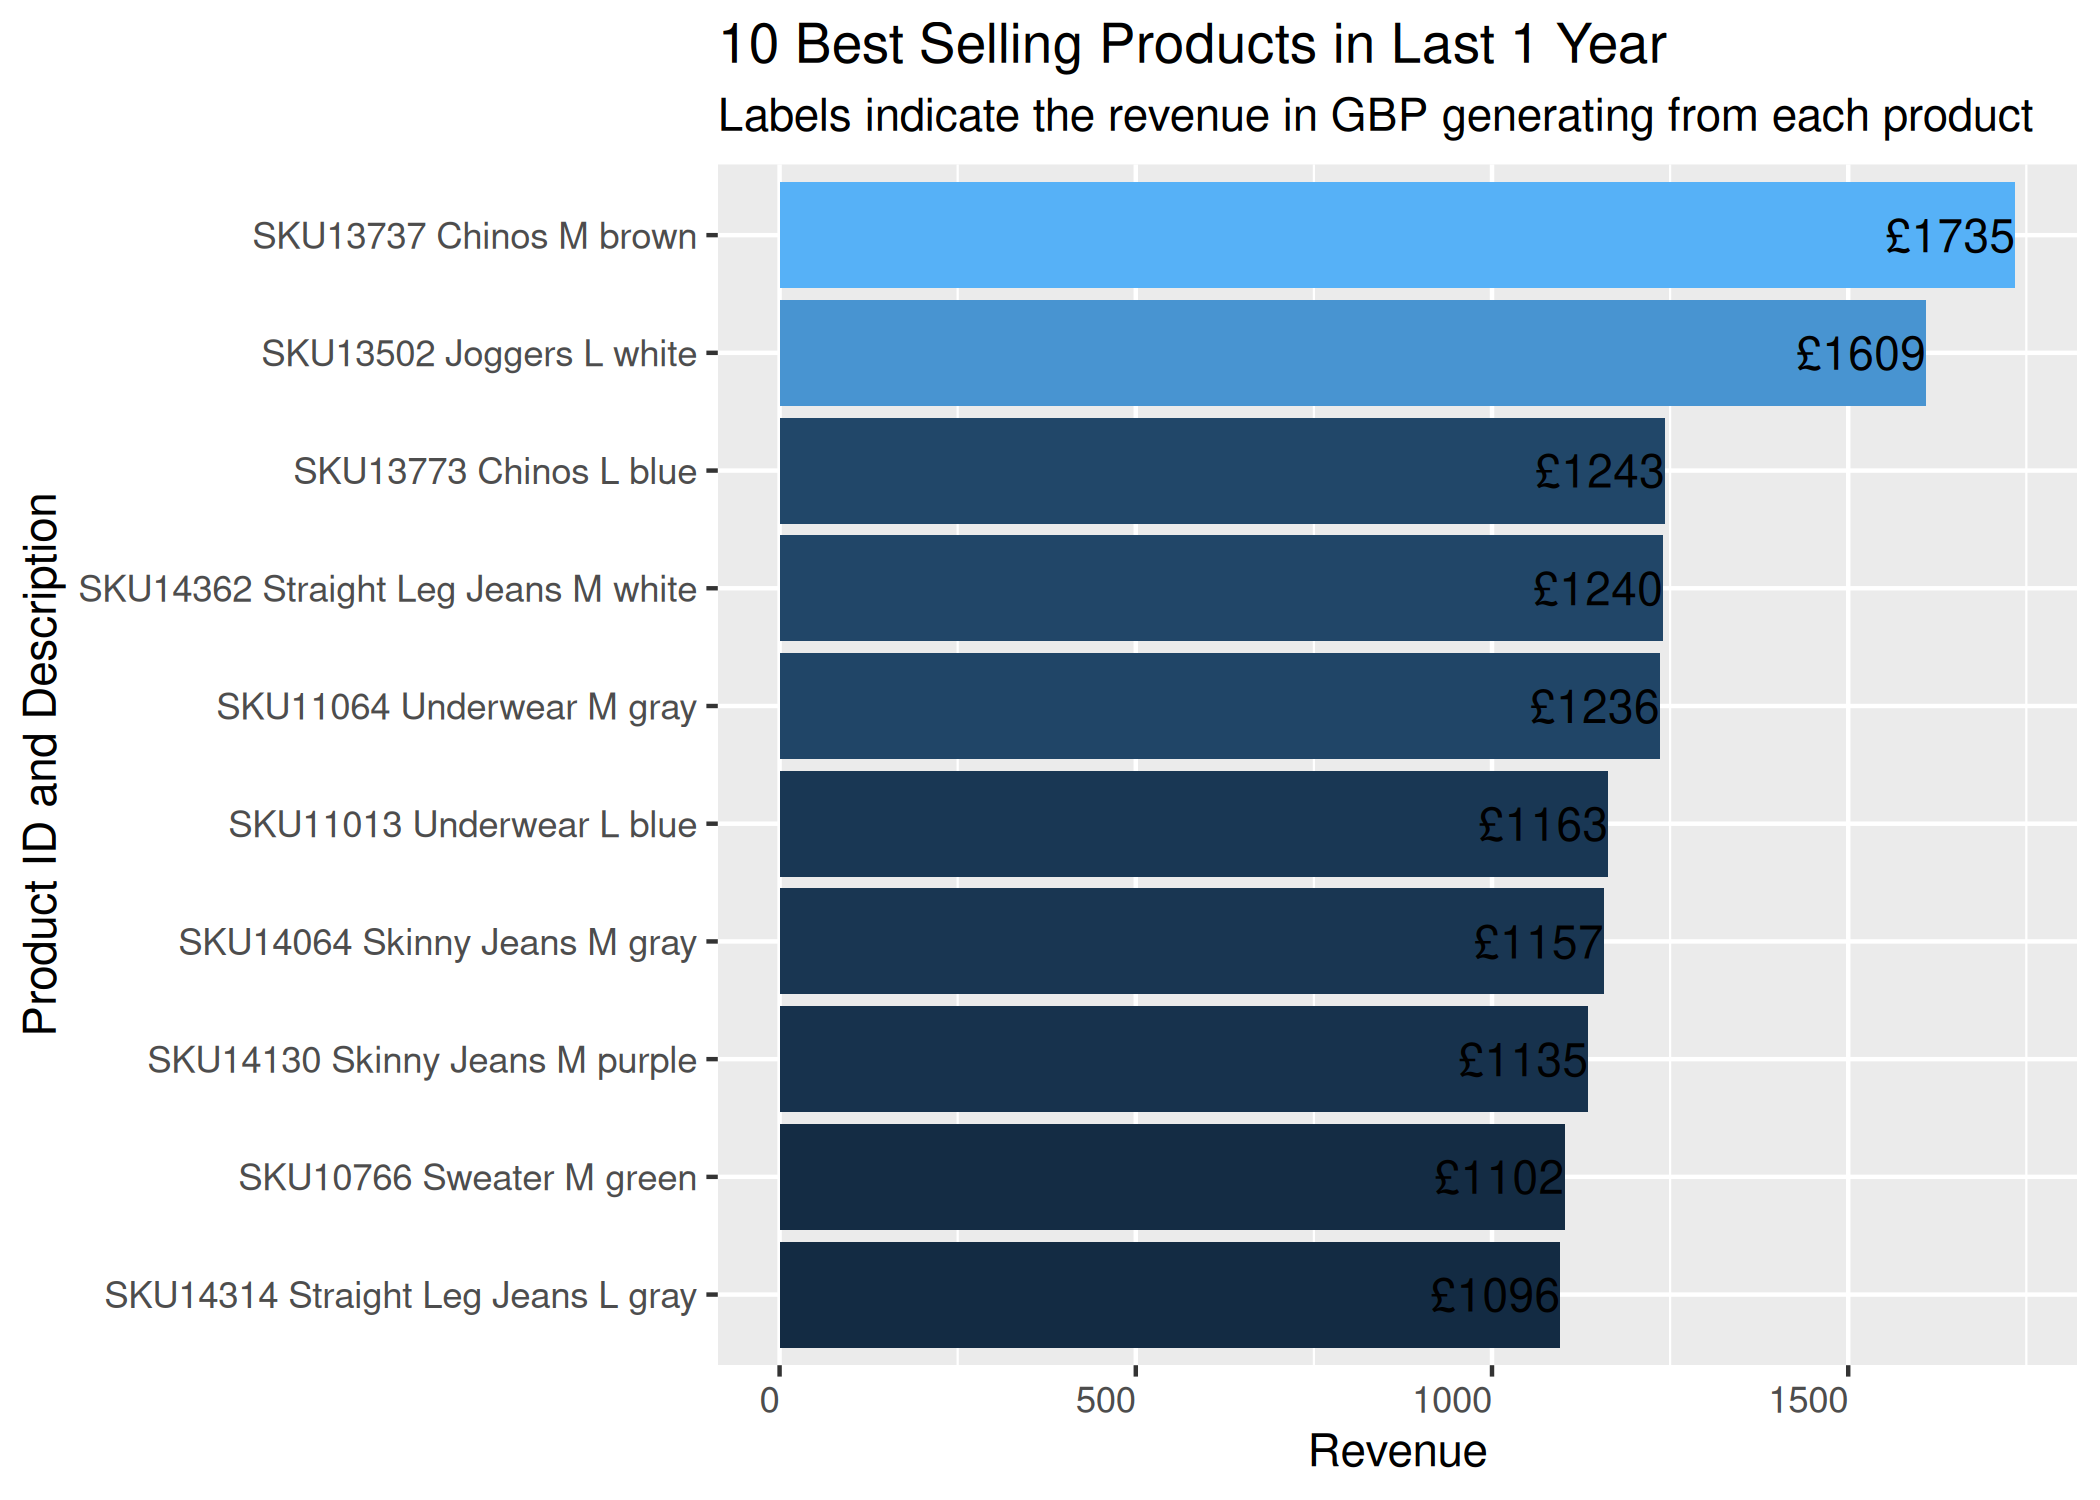 10 Best Selling Products in Last 1 Year
Labels indicate the revenue in GBP generating from each product
Product ID and Description
SKU13737 Chinos M brown £1735
SKU13502 Joggers L white £1609
SKU13773 Chinos L blue £1243
SKU14362 Straight Leg Jeans M white £1240
SKU11064 Underwear M gray £1236
SKU11013 Underwear L blue £1163
SKU14064 Skinny Jeans M gray £1157
SKU14130 Skinny Jeans M purple £1135
SKU10766 Sweater M green £1102
SKU14314 Straight Leg Jeans L gray £1096
0 500 1000 1500
Revenue